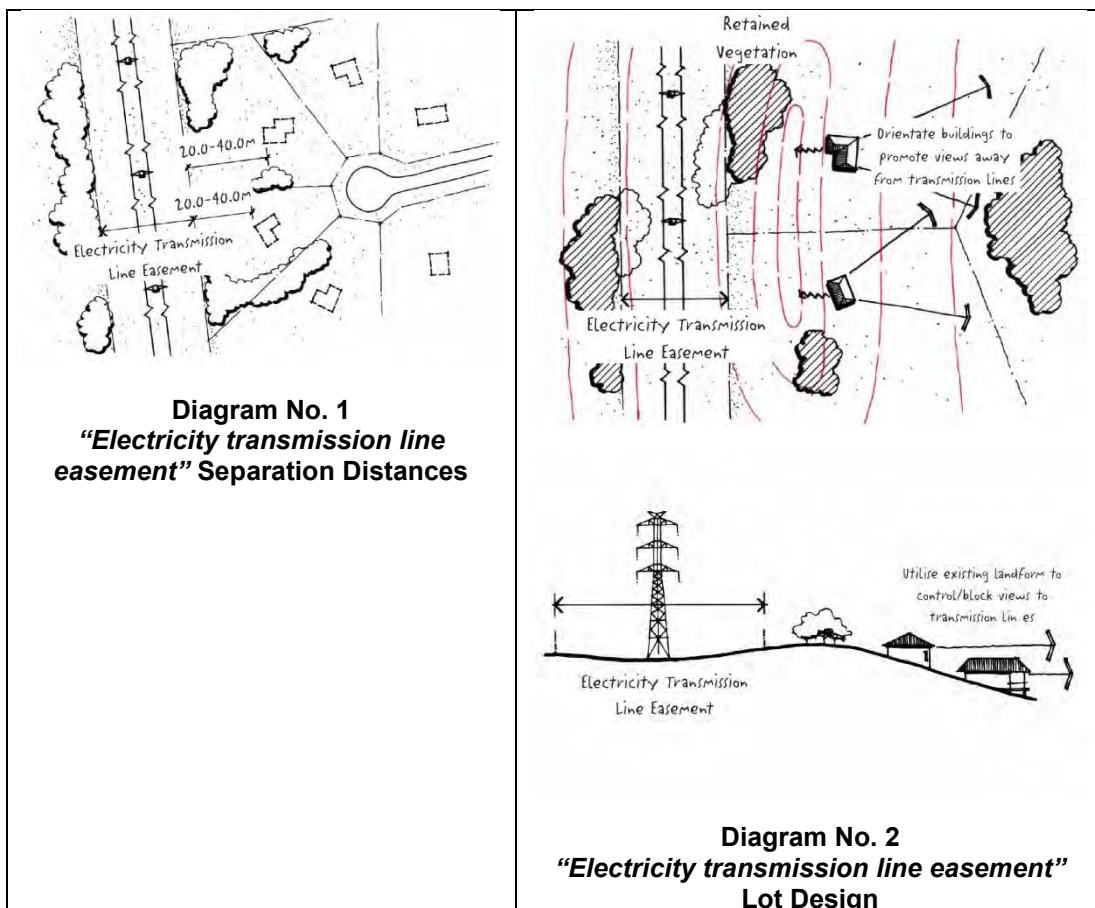 20.0-40.0M
20.0-40.0M
Electricity Transmission
Line Easement
Diagram No. 1
“Electricity transmission line
easement” Separation Distances
Retained
Vegetation
Orientate buildings to
promote views away
from transmission lines
Electricity Transmission
Line Easement
Utilise existing landform to
control/block views to
transmission lin es
Electricity Transmission
Line Easement
Diagram No. 2
“Electricity transmission line easement”
Lot Design